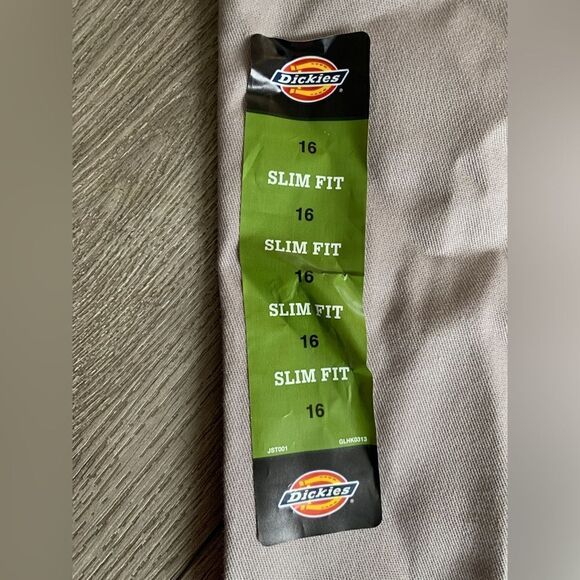 Dickies
16
SLIM FIT
16
SLIM FIT
16
SLIM FIT
16
SLIM FIT
16
JST001 GLHK0313
Dickies